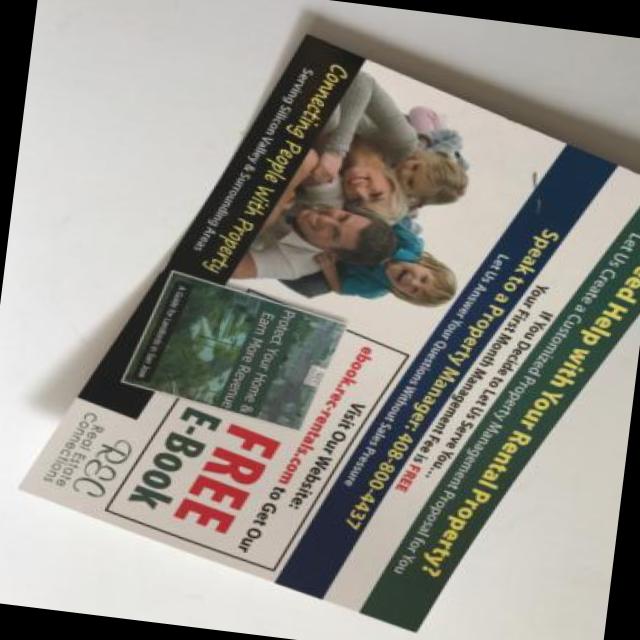 ed Help with Your Rental Property?
Let Us Create a Customized Property Management Proposal for You
If You Decide to Let Us Serve You...
Your First Month Management Fee is FREE
Speak to a Property Manager: 408-800-4437
Let Us Answer Your Questions Without Sales Pressure
Connecting People With Property
Serving Silicon Valley & Surrounding Areas
Visit Our Website:
ebook.rec-rentals.com to Get Our
FREE
E-Book
Protect Your Home &
Earn More Revenue
REC
Real Estate
Connections